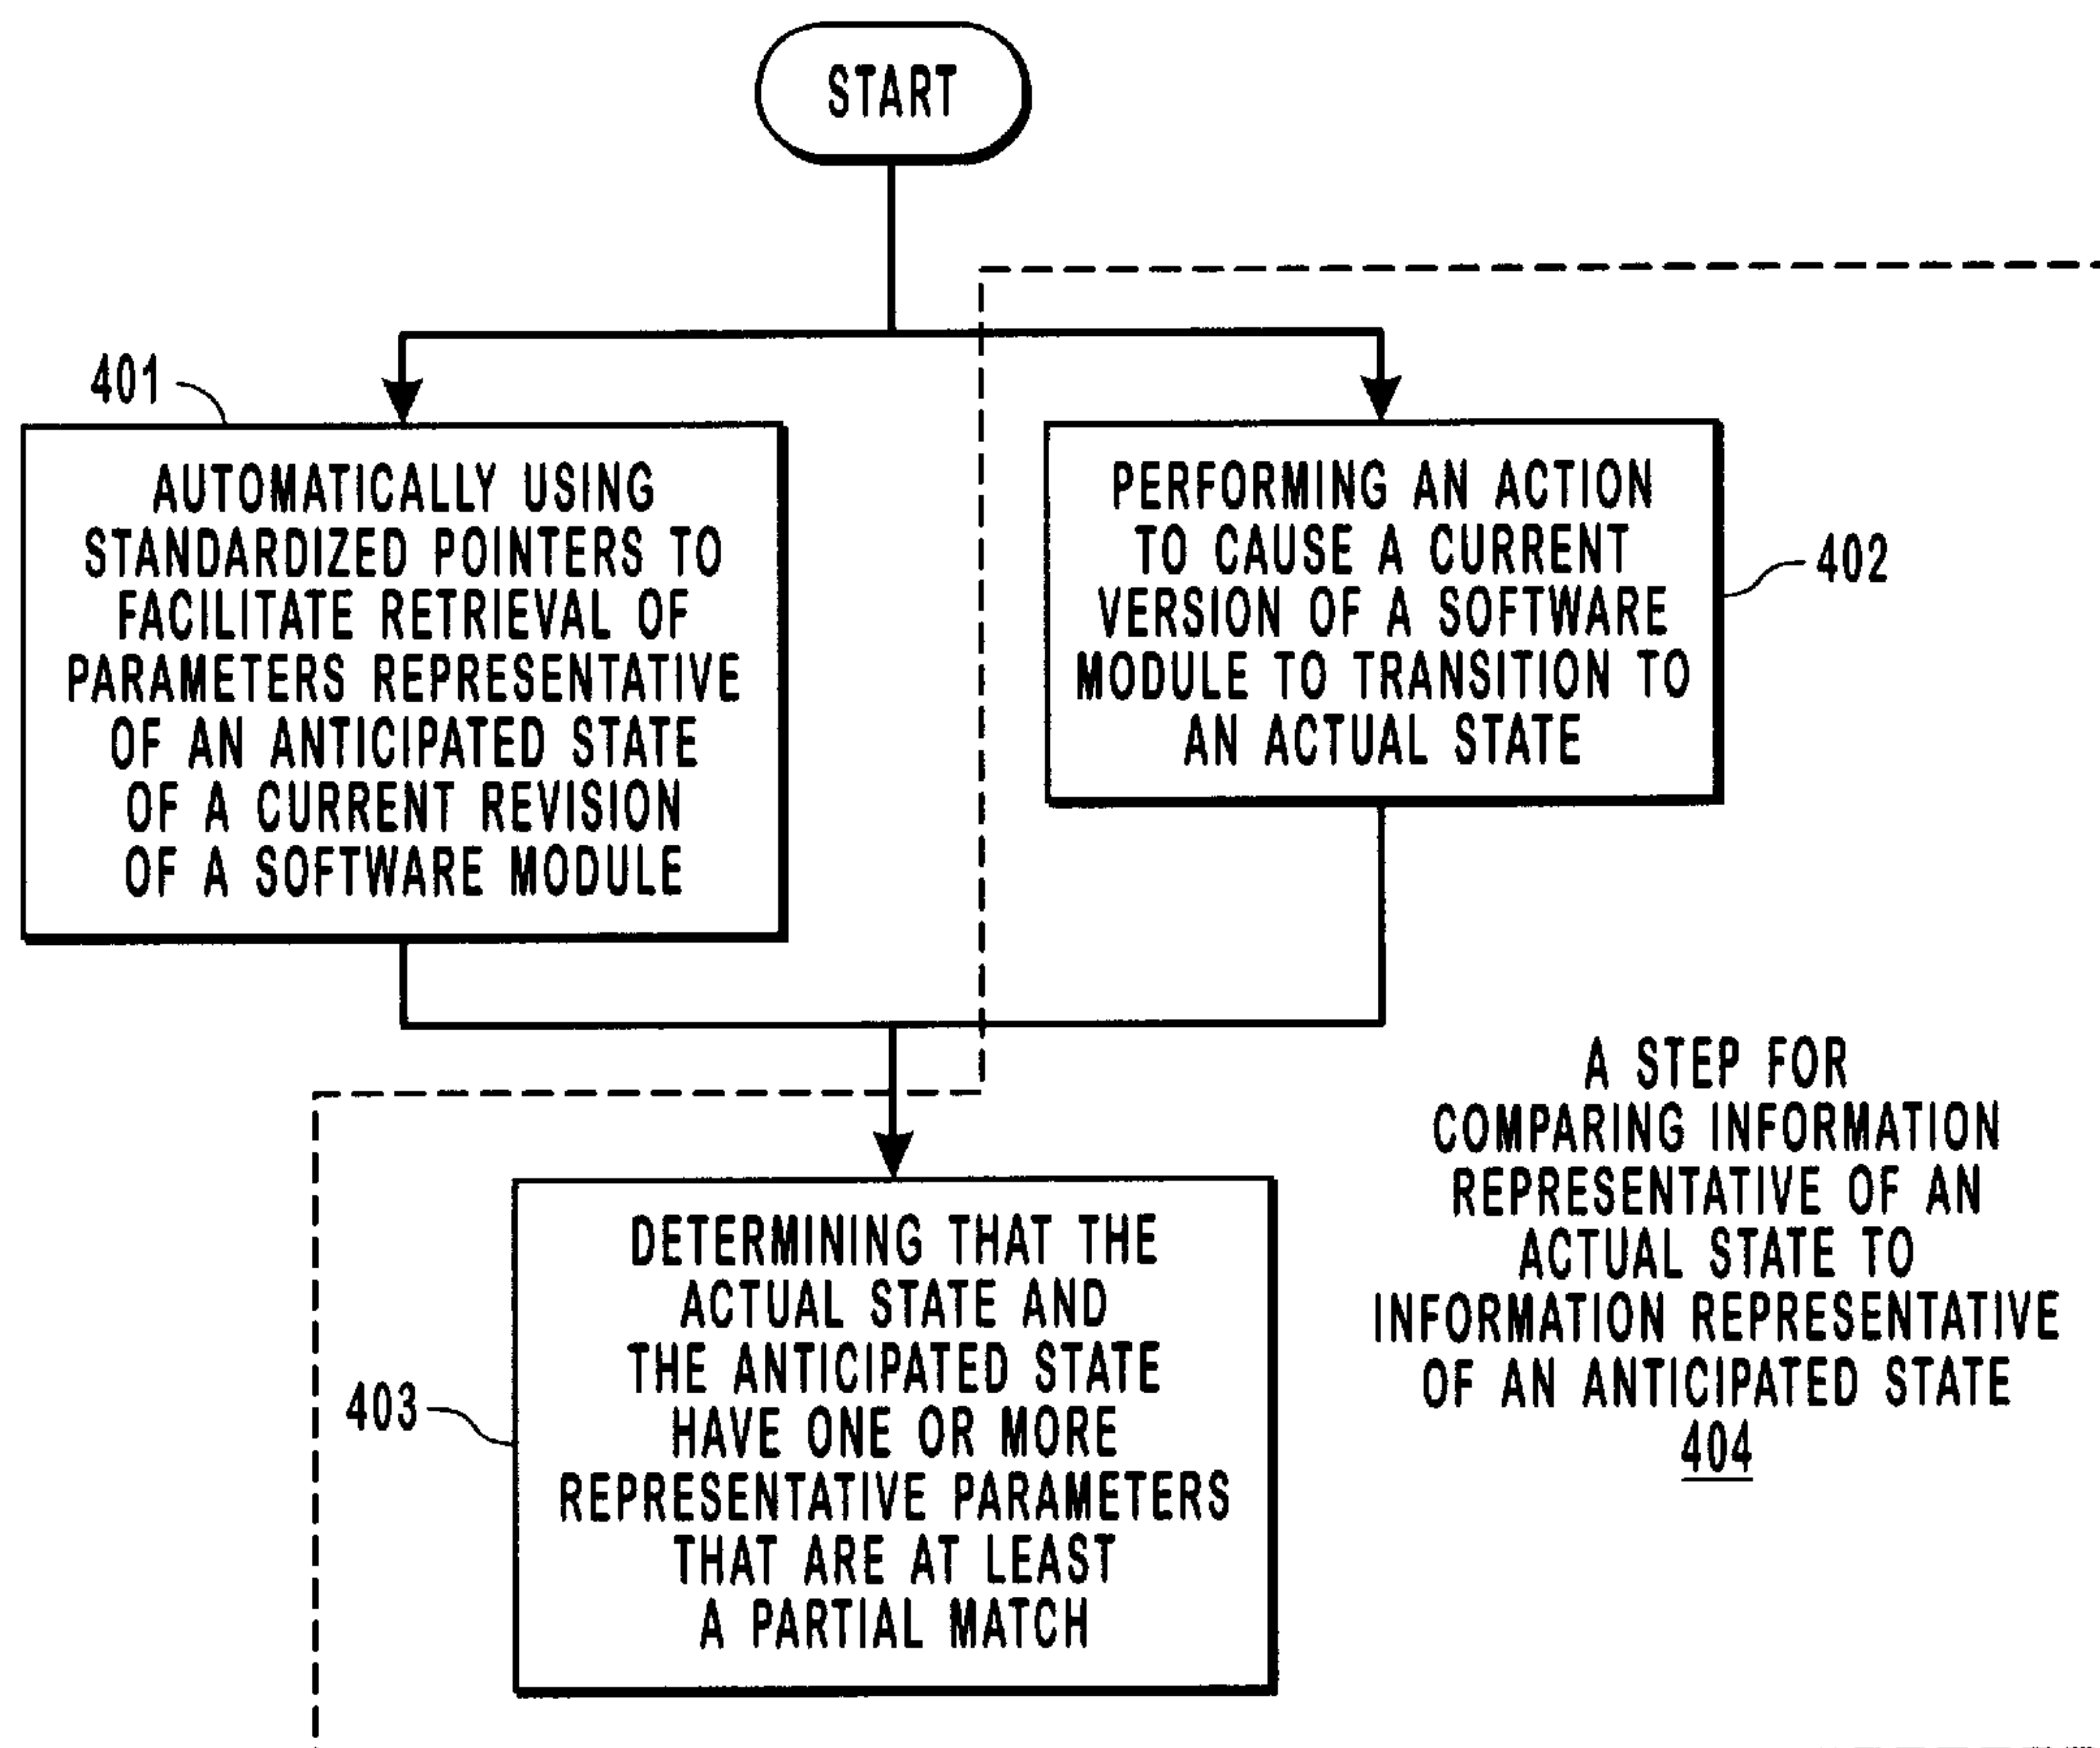 START
401
AUTOMATICALLY USING
STANDARDIZED POINTERS TO
FACILITATE RETRIEVAL OF
PARAMETERS REPRESENTATIVE
OF AN ANTICIPATED STATE
OF A CURRENT REVISION
OF A SOFTWARE MODULE
PERFORMING AN ACTION
TO CAUSE A CURRENT
VERSION OF A SOFTWARE
MODULE TO TRANSITION TO
AN ACTUAL STATE
402
A STEP FOR
COMPARING INFORMATION
REPRESENTATIVE OF AN
ACTUAL STATE TO
INFORMATION REPRESENTATIVE
OF AN ANTICIPATED STATE
404
403
DETERMINING THAT THE
ACTUAL STATE AND
THE ANTICIPATED STATE
HAVE ONE OR MORE
REPRESENTATIVE PARAMETERS
THAT ARE AT LEAST
A PARTIAL MATCH